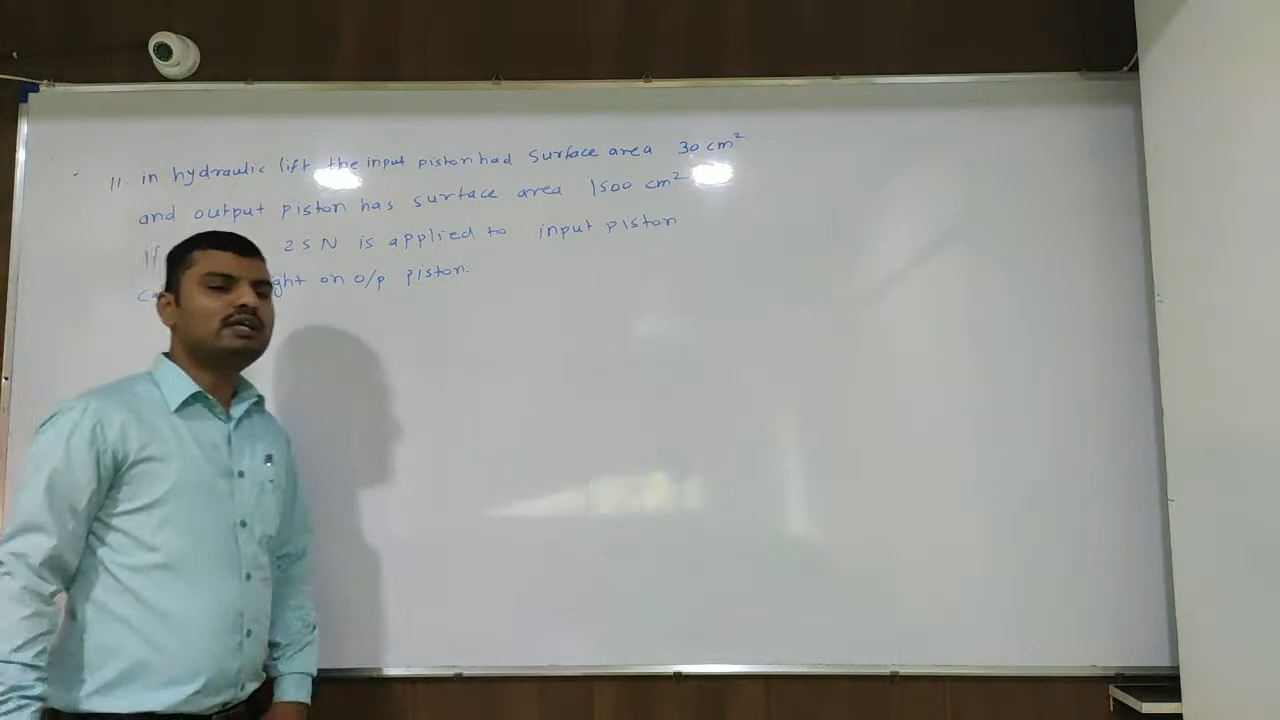 11. in hydraulic lift the input piston had surface area 30 cm²
and output piston has surface area 1500 cm²
if 25 N is applied to input piston
on o/p piston.